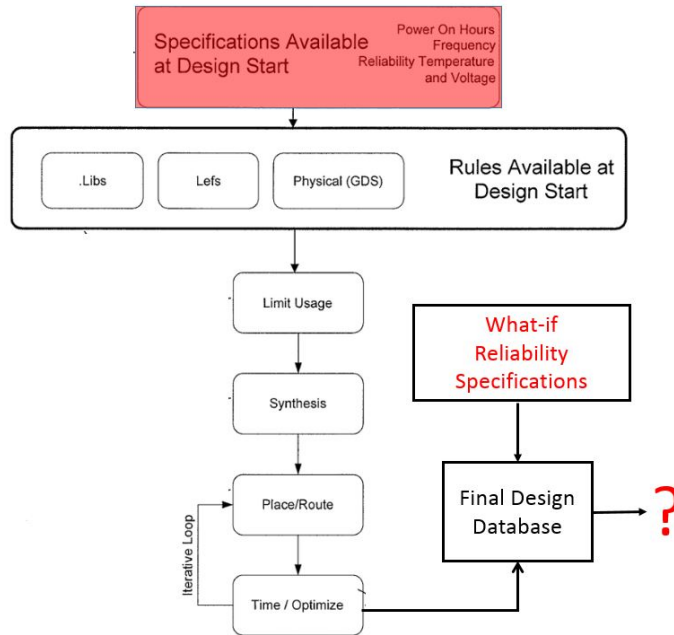 Specifications Available
at Design Start
Power On Hours
Frequency
Reliability Temperature
and Voltage
.Libs
Lefs
Physical (GDS)
Rules Available at
Design Start
Limit Usage
What-if
Reliability
Specifications
Synthesis
Place/Route
Final Design
Database
?
Iterative Loop
Time / Optimize